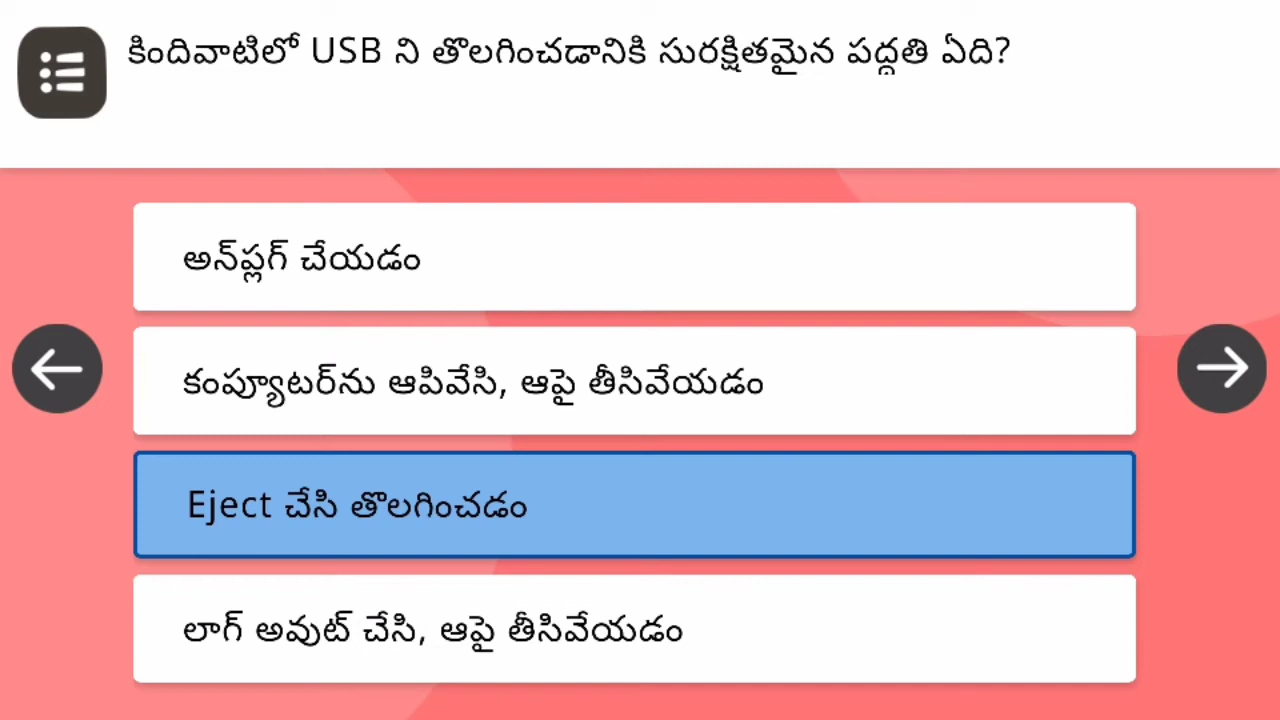 కిందివాటిలో USB ని తొలగించడానికి సురక్షితమైన పద్ధతి ఏది?
అన్‌ప్లగ్ చేయడం
కంప్యూటర్‌ను ఆపివేసి, ఆపై తీసివేయడం
Eject చేసి తొలగించడం
లాగ్ అవుట్ చేసి, ఆపై తీసివేయడం